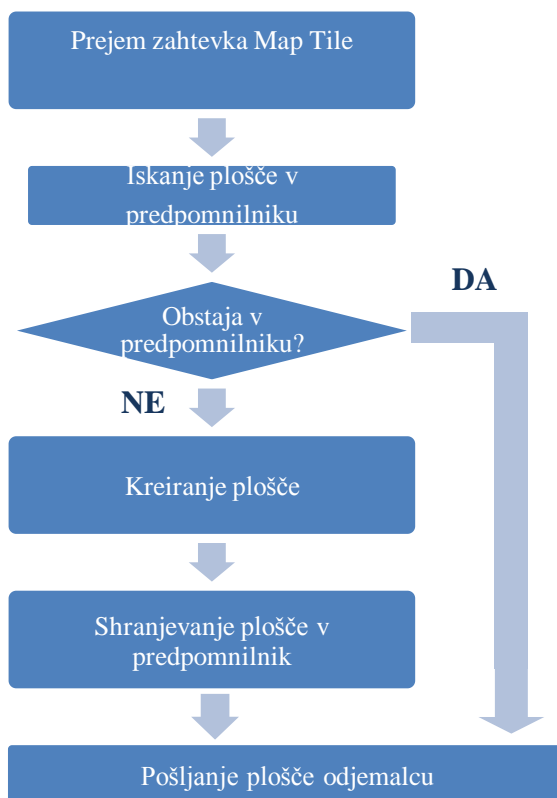 Prejem zahtevka Map Tile
Iskanje plošče v
predpomnilniku
DA
Obstaja v
predpomnilniku?
NE
Kreiranje plošče
Shranjevanje plošče v
predpomnilnik
Pošljanje plošče odjemalcu